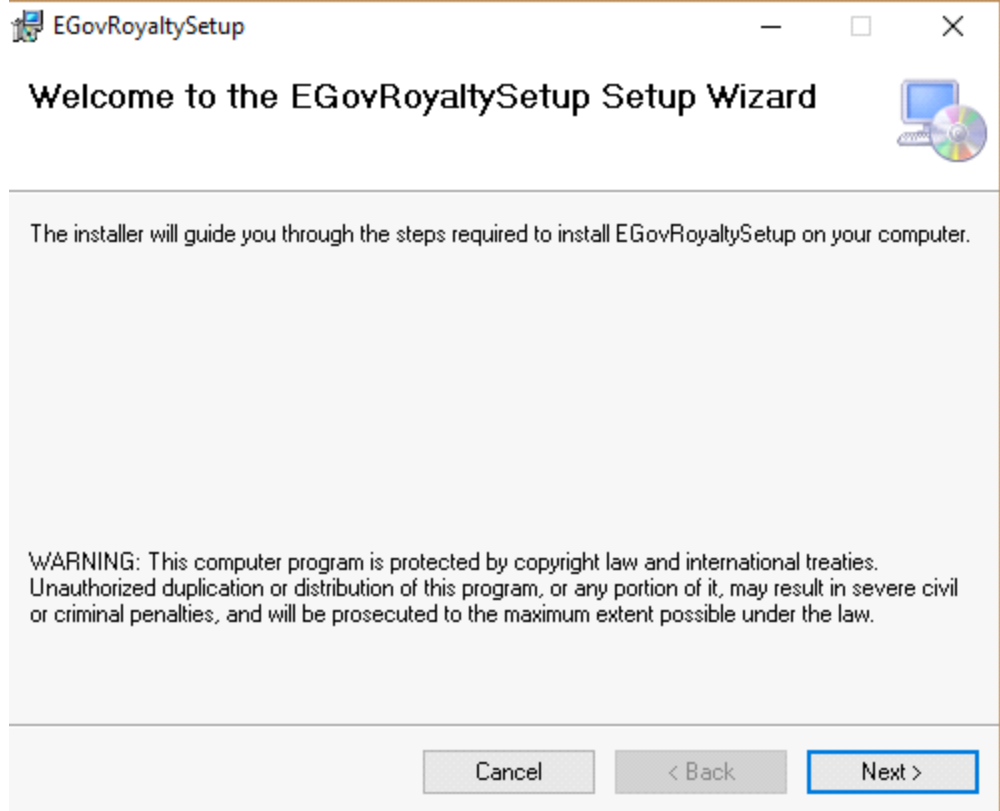 EGovRoyaltySetup
Welcome to the EGovRoyaltySetup Setup Wizard
The installer will guide you through the steps required to install EGovRoyaltySetup on your computer.
WARNING: This computer program is protected by copyright law and international treaties.
Unauthorized duplication or distribution of this program, or any portion of it, may result in severe civil
or criminal penalties, and will be prosecuted to the maximum extent possible under the law.
Cancel
< Back
Next >